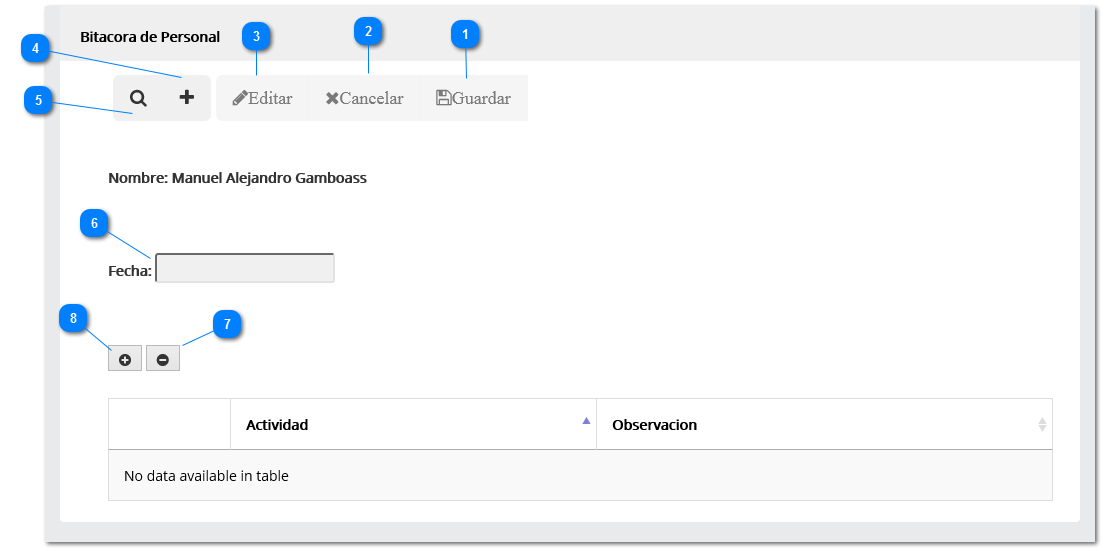 Bitacora de Personal
4 3 2 1
5
Editar Cancelar Guardar
Nombre: Manuel Alejandro Gamboass
6
Fecha:
8 7
Actividad Observacion
No data available in table